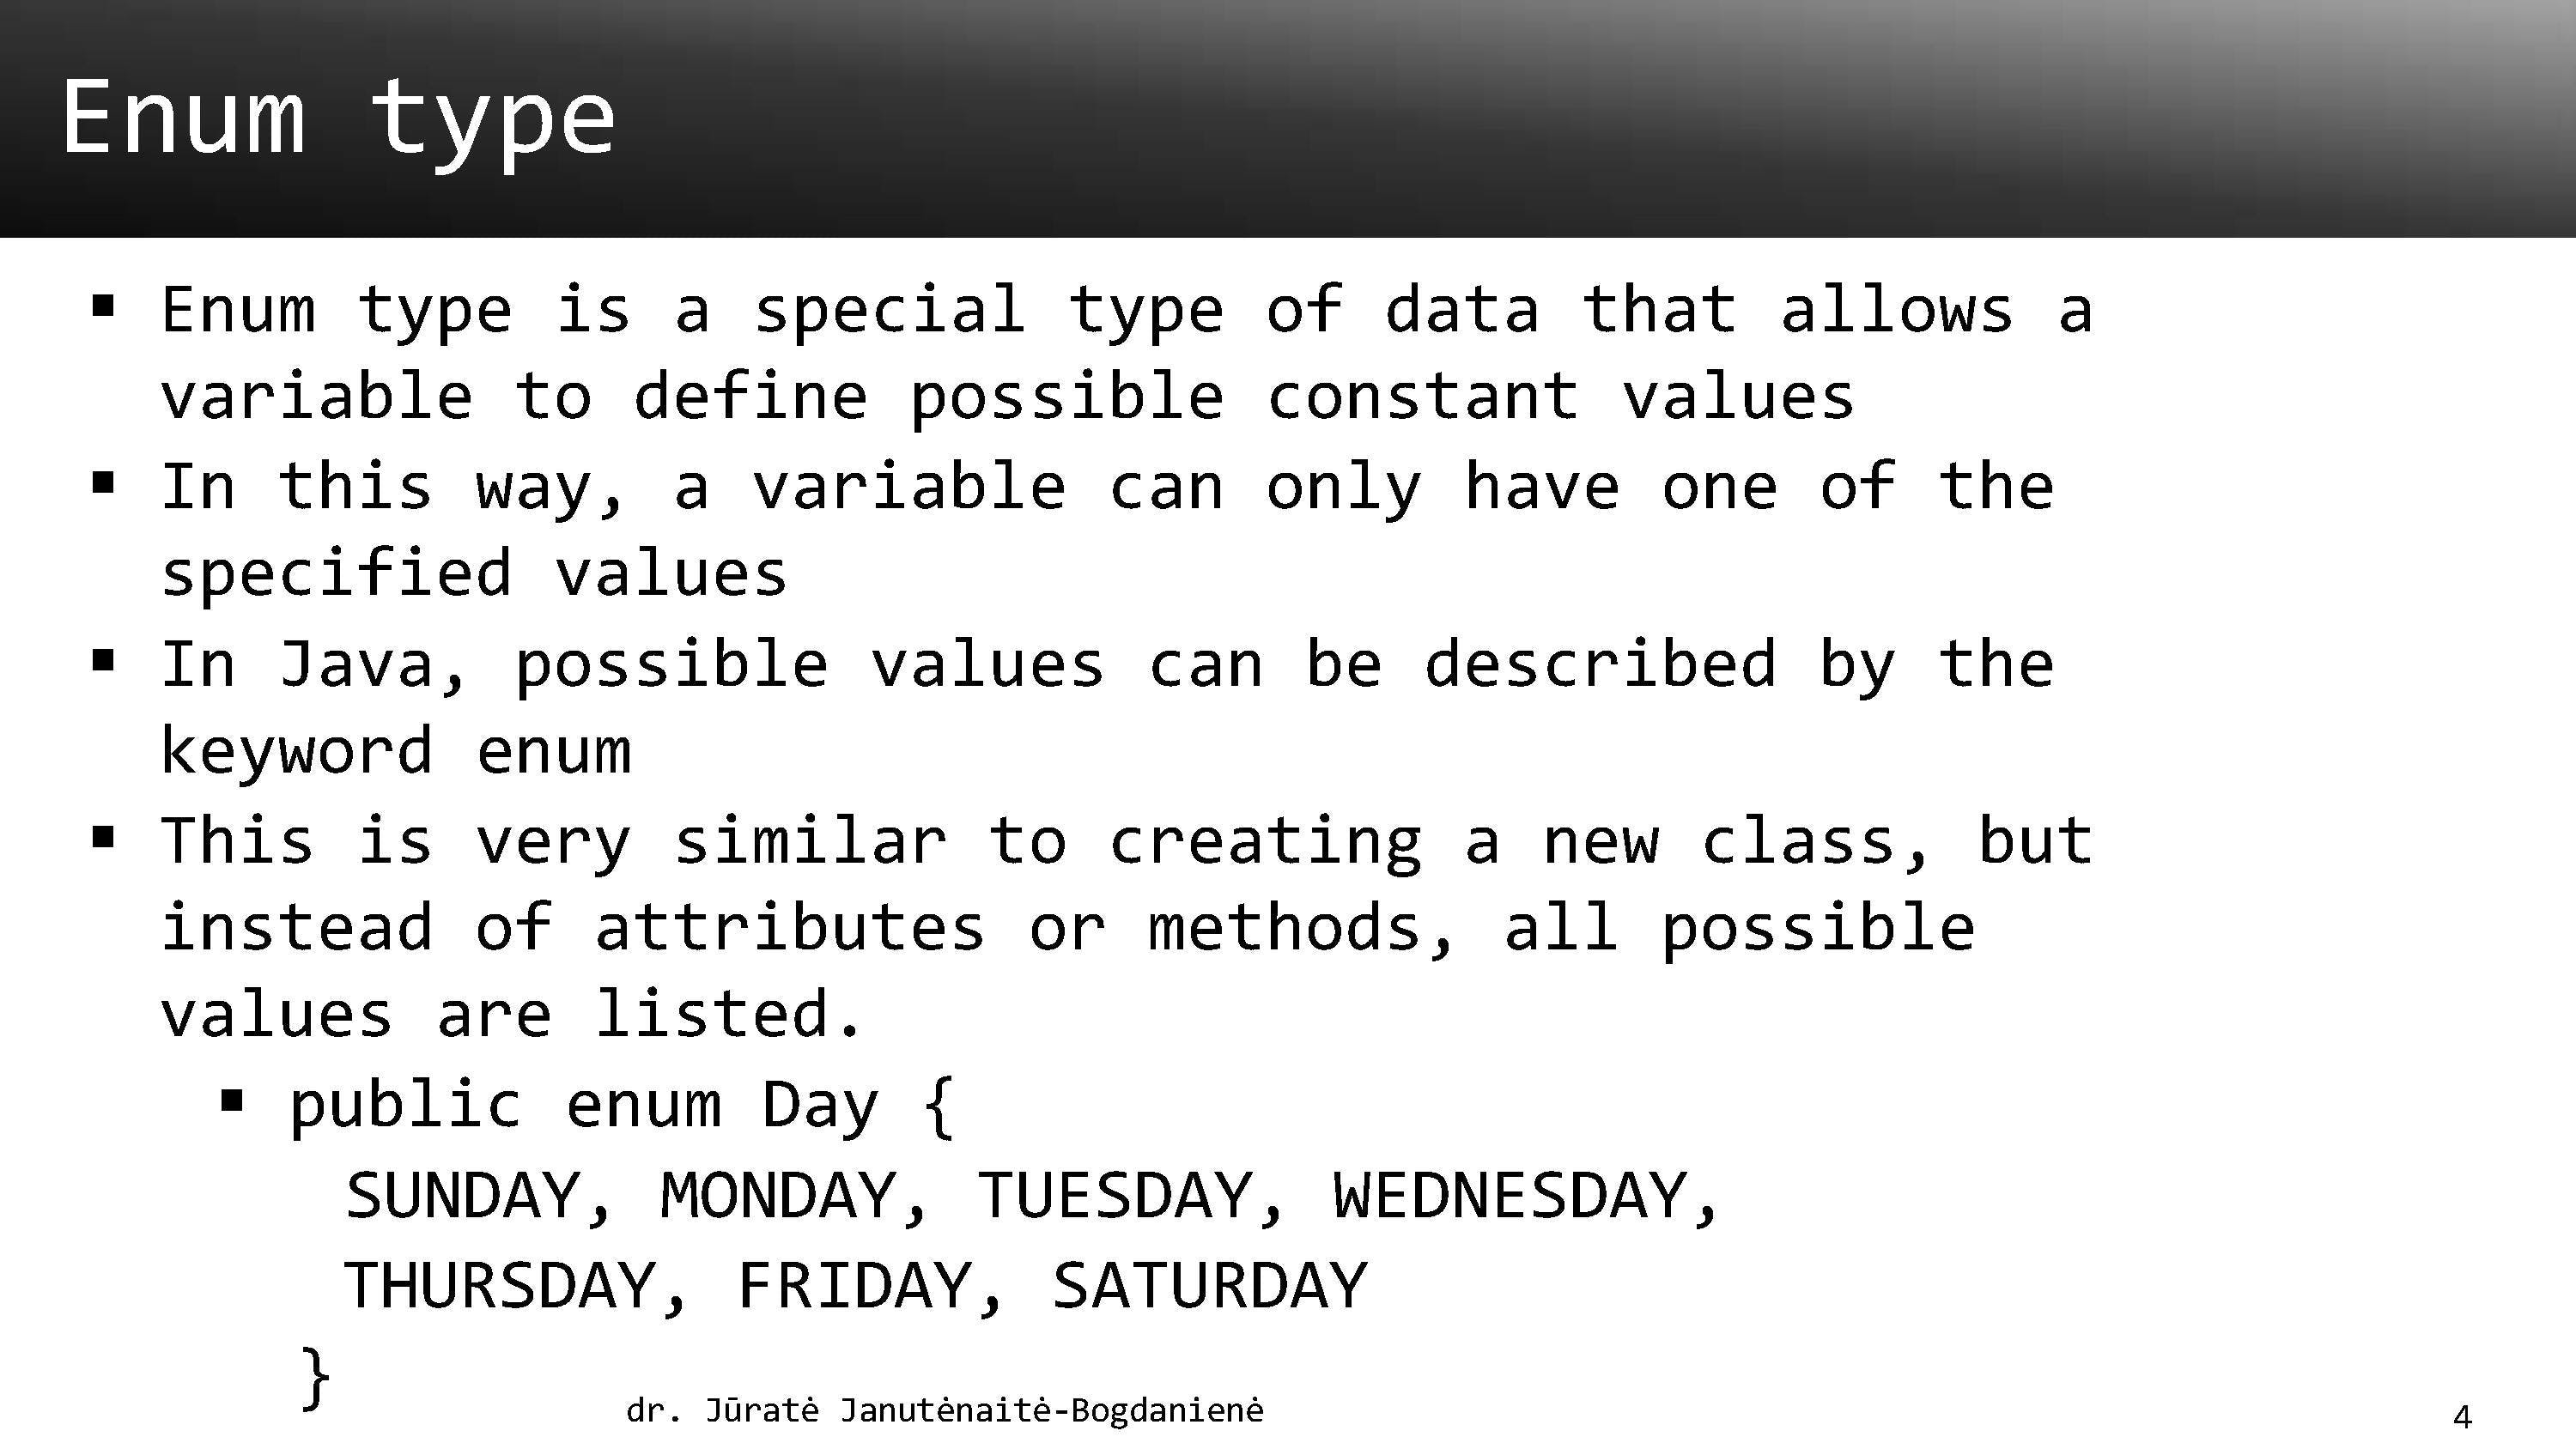 Enum type
▪ Enum type is a special type of data that allows a
variable to define possible constant values
▪ In this way, a variable can only have one of the
specified values
▪ In Java, possible values can be described by the
keyword enum
▪ This is very similar to creating a new class, but
instead of attributes or methods, all possible
values are listed.
▪ public enum Day {
SUNDAY, MONDAY, TUESDAY, WEDNESDAY,
THURSDAY, FRIDAY, SATURDAY
}
dr. Jūratė Janutėnaitė-Bogdanienė
4